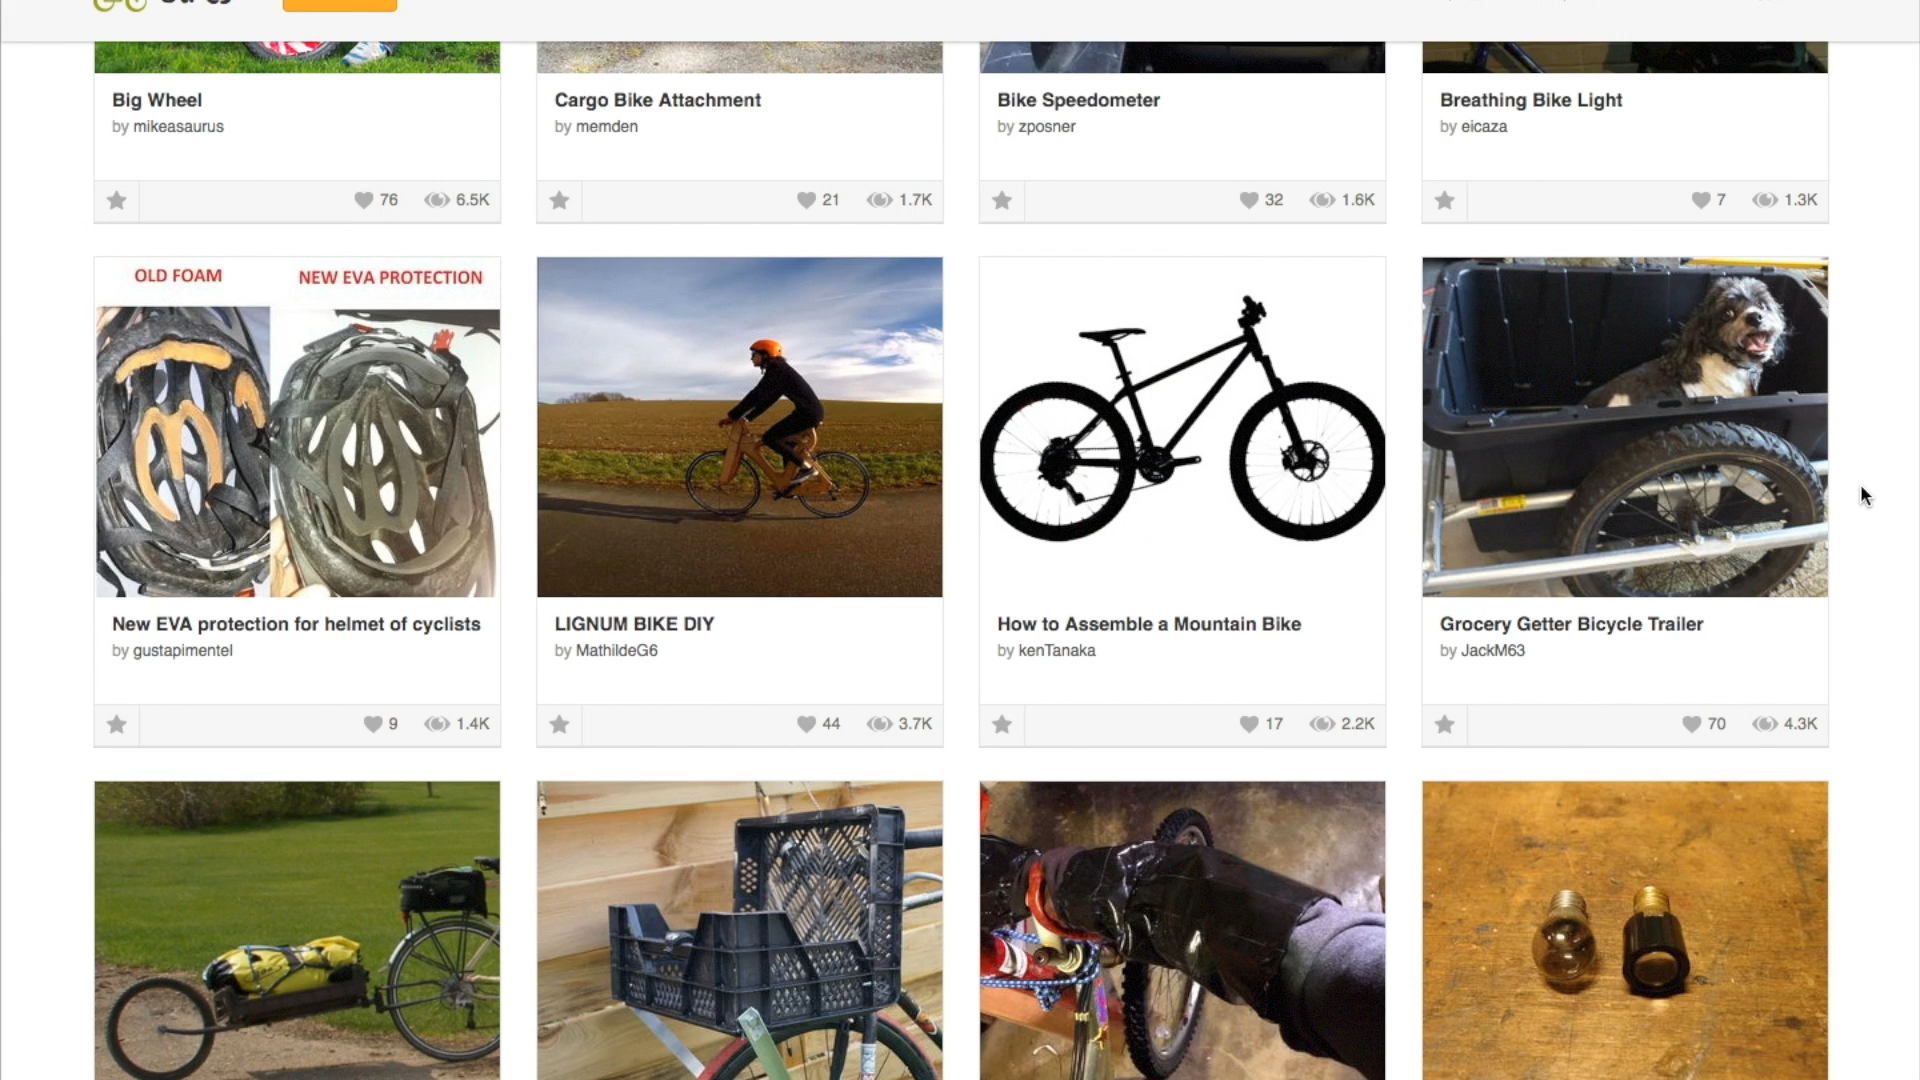 Big Wheel
by mikeasaurus
76 6.5K
Cargo Bike Attachment
by memden
21 1.7K
Bike Speedometer
by zposner
32 1.6K
Breathing Bike Light
by eicaza
7 1.3K
OLD FOAM NEW EVA PROTECTION
New EVA protection for helmet of cyclists
by gustapimentel
9 1.4K
LIGNUM BIKE DIY
by MathildeG6
44 3.7K
How to Assemble a Mountain Bike
by kenTanaka
17 2.2K
Grocery Getter Bicycle Trailer
by JackM63
70 4.3K